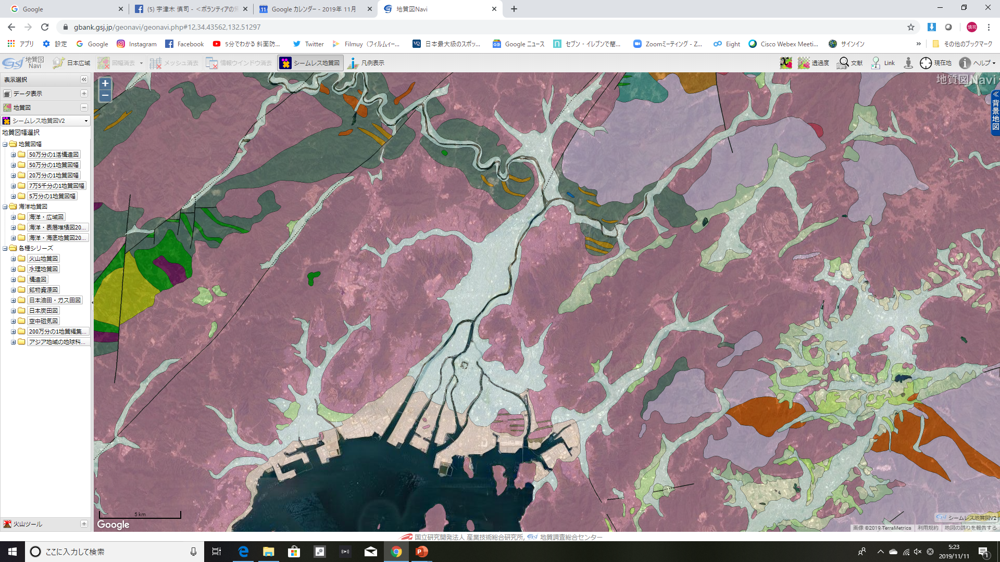 Google
(5) 宇津木 慎司 - <ボランティアの
Google カレンダー - 2019年 11月
地質図Navi
gbank.gsj.jp/geonavi/geonavi.php#12,34.43562,132.51297
慎司
アプリ
設定
Google
Instagram
Facebook
5分でわかる 斜面防...
Twitter
Filmuy（フィルムイー...
VQ
日本最大級のスポッ...
Google ニュース
セブン‐イレブンで簡...
Zoomミーティング - Z...
Eight
Cisco Webex Meeti...
サインイン
»
その他のブックマーク
GSJ 地質図 Navi
日本広域
図幅消去
メッシュ消去
情報ウインドウ消去
シームレス地質図
凡例表示
透過度
文献
Link
現在地
ヘルプ
表示選択
データ表示
地質図
シームレス地質図V2
地質図幅選択
地質図幅
50万分の1活構造図
50万分の1地質図幅
20万分の1地質図幅
7万5千分の1地質図幅
5万分の1地質図幅
海洋地質図
海洋・広域図
海洋・表層堆積図20...
海洋・海底地質図20...
各種シリーズ
火山地質図
水理地質図
構造図
鉱物資源図
日本油田・ガス田図
日本炭田図
空中磁気図
200万分の1地質編集...
アジア地域の地球科...
火山ツール
+
−
地質図Navi
背景地図
5 km
Google
シームレス地質図V2
画像 ©2019 TerraMetrics
利用規約
地図の誤りを報告する
国立研究開発法人 産業技術総合研究所, GSJ 地質調査総合センター
ここに入力して検索
5:23
2019/11/11
1